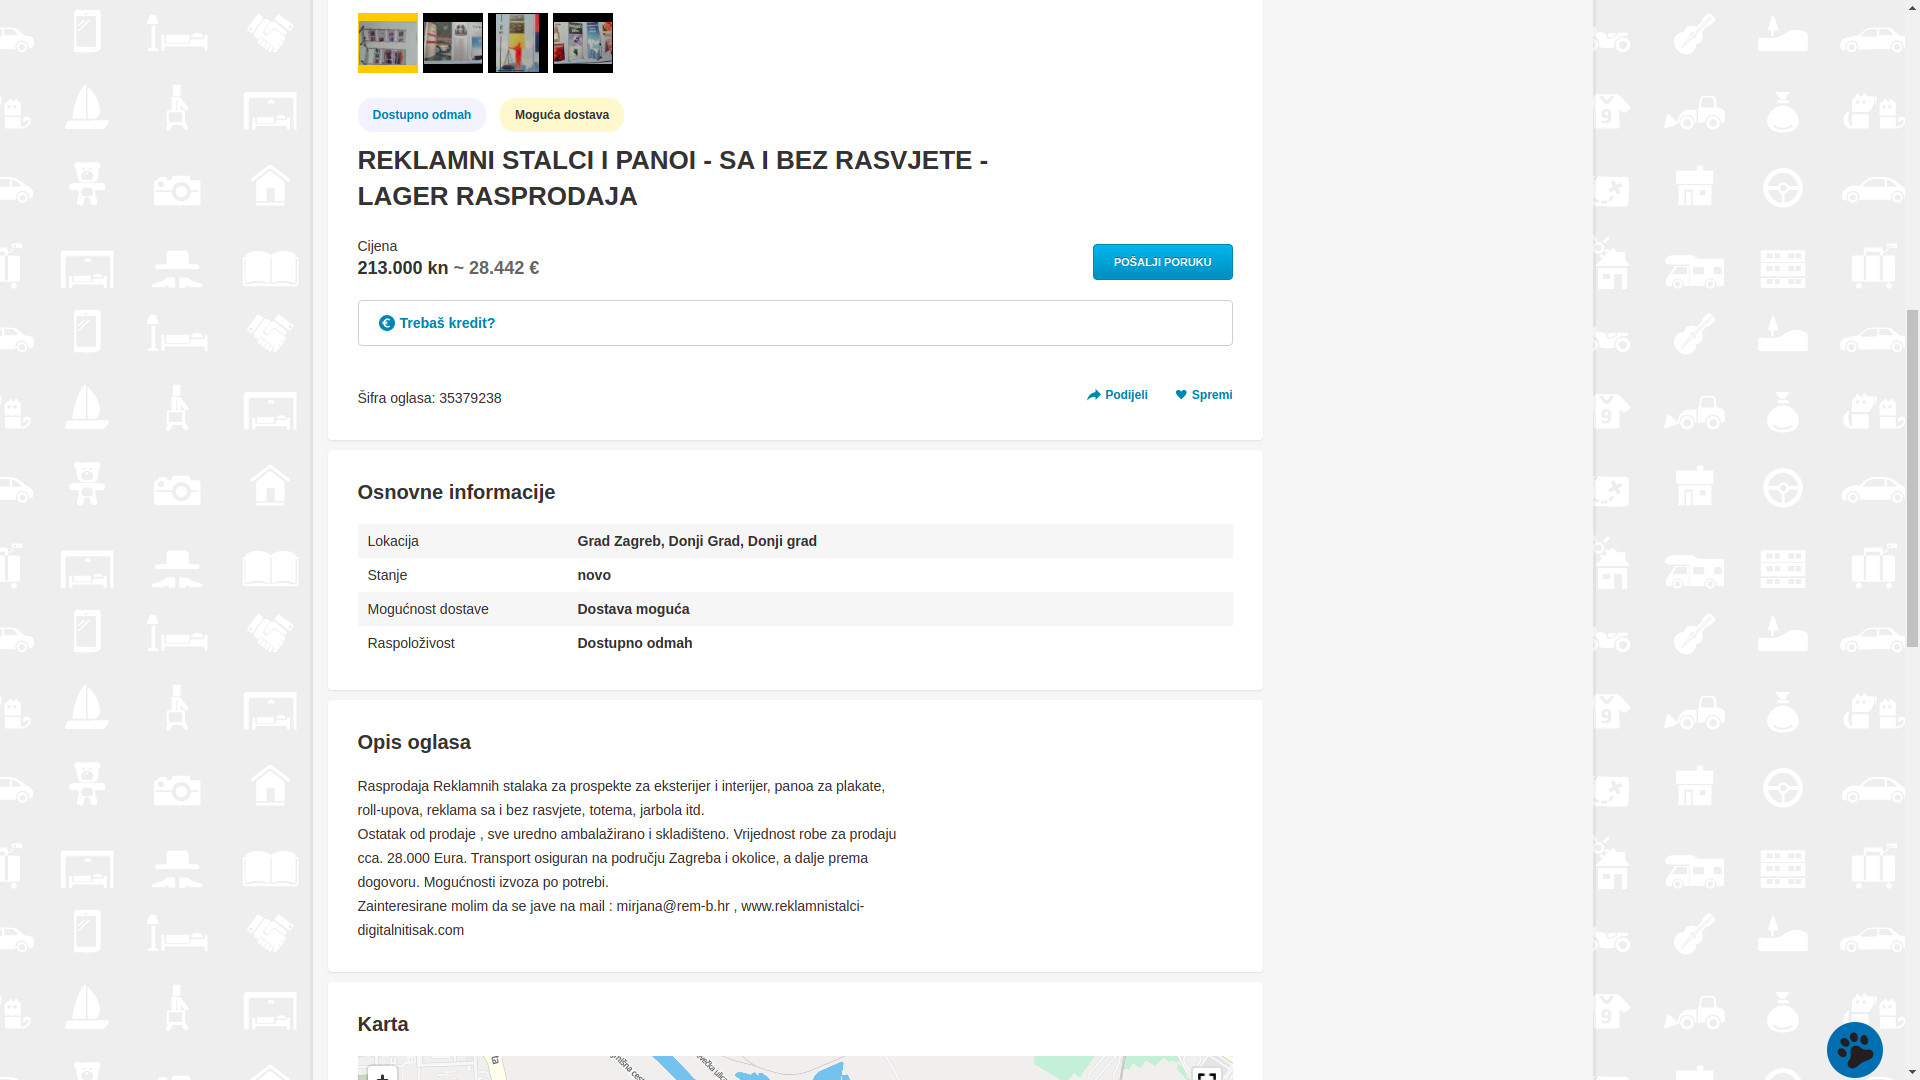 Dostupno odmah
Moguća dostava
REKLAMNI STALCI I PANOI - SA I BEZ RASVJETE -
LAGER RASPRODAJA
Cijena
213.000 kn ~ 28.442 €
POŠALJI PORUKU
Trebaš kredit?
Šifra oglasa: 35379238
Podijeli
Spremi
Osnovne informacije
Lokacija Grad Zagreb, Donji Grad, Donji grad
Stanje novo
Mogućnost dostave Dostava moguća
Raspoloživost Dostupno odmah
Opis oglasa
Rasprodaja Reklamnih stalaka za prospekte za eksterijer i interijer, panoa za plakate,
roll-upova, reklama sa i bez rasvjete, totema, jarbola itd.
Ostatak od prodaje , sve uredno ambalažirano i skladišteno. Vrijednost robe za prodaju
cca. 28.000 Eura. Transport osiguran na području Zagreba i okolice, a dalje prema
dogovoru. Mogućnosti izvoza po potrebi.
Zainteresirane molim da se jave na mail : mirjana@rem-b.hr , www.reklamnistalci-
digitalnitisak.com
Karta